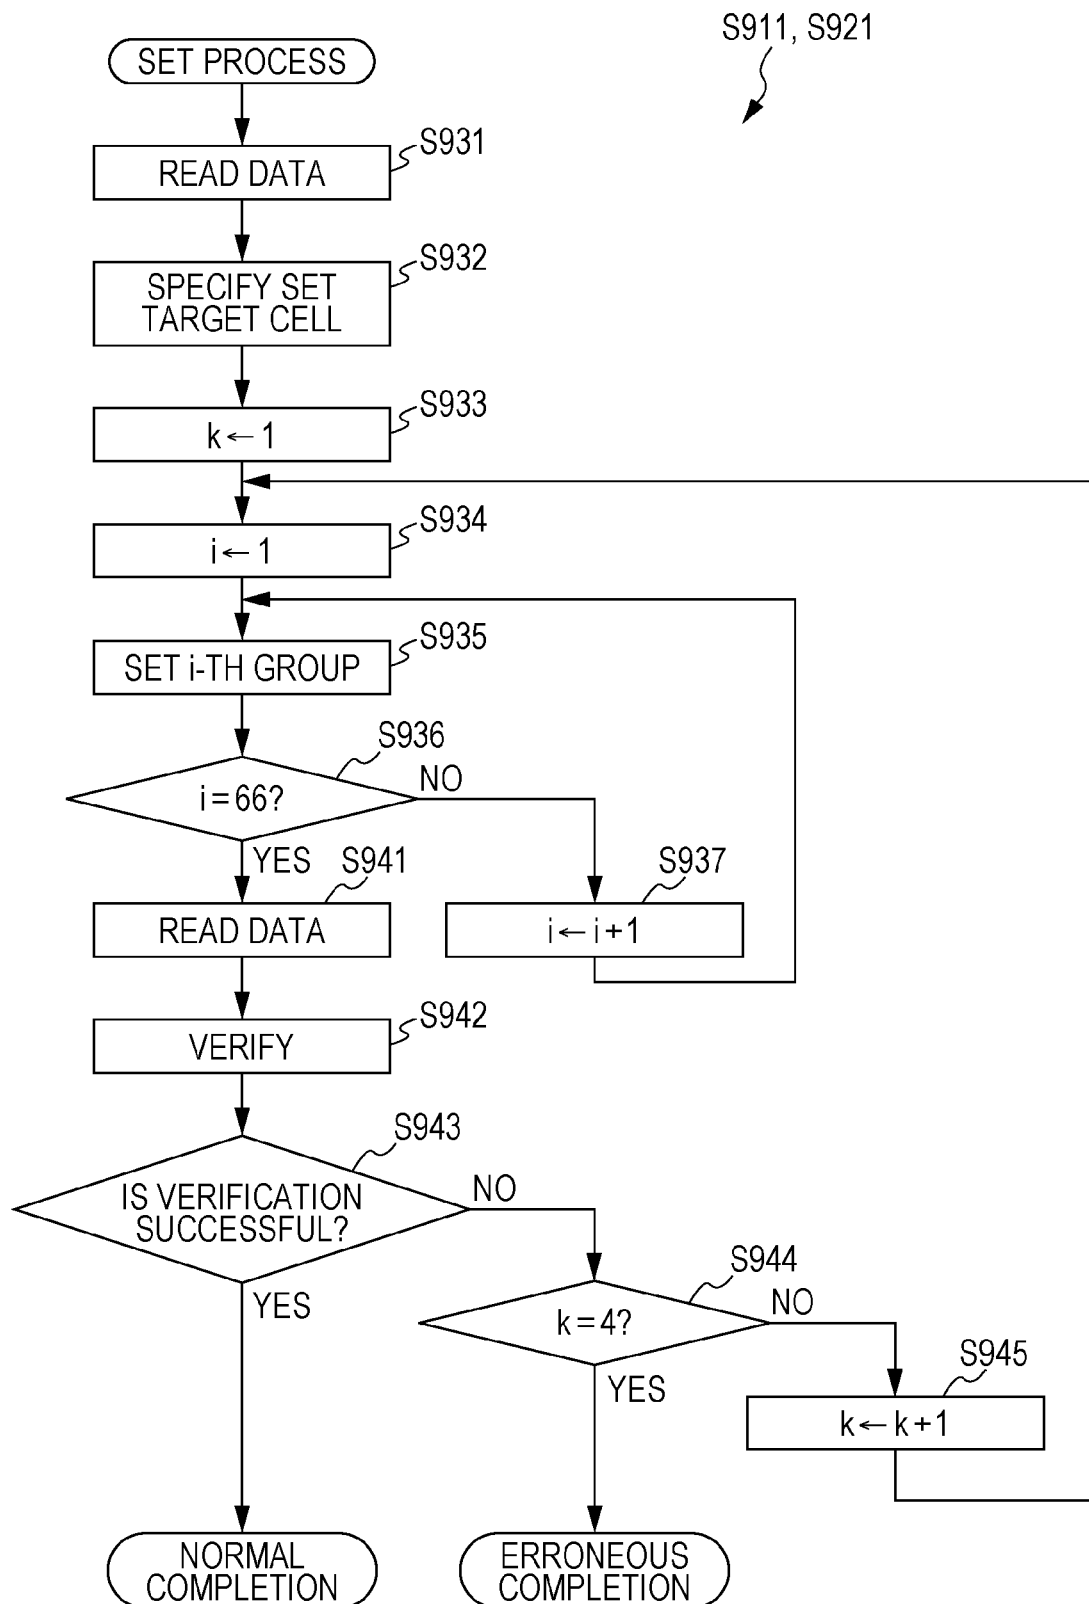 S911, S921
SET PROCESS
S931
READ DATA
S932
SPECIFY SET
TARGET CELL
S933
k ← 1
S934
i ← 1
S935
SET i-TH GROUP
S936
i = 66?
NO
YES
S941
S937
READ DATA
i ← i + 1
S942
VERIFY
S943
IS VERIFICATION
SUCCESSFUL?
NO
YES
S944
k = 4?
NO
YES
S945
k ← k + 1
NORMAL
COMPLETION
ERRONEOUS
COMPLETION